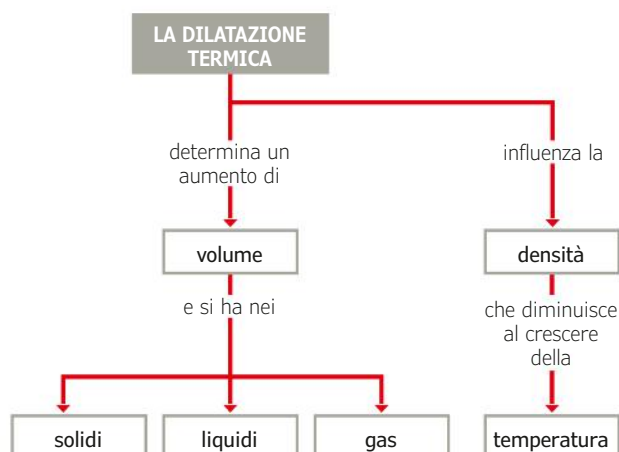 LA DILATAZIONE
TERMICA
determina un
aumento di
influenza la
volume
densità
e si ha nei
che diminuisce
al crescere
della
solidi
liquidi
gas
temperatura